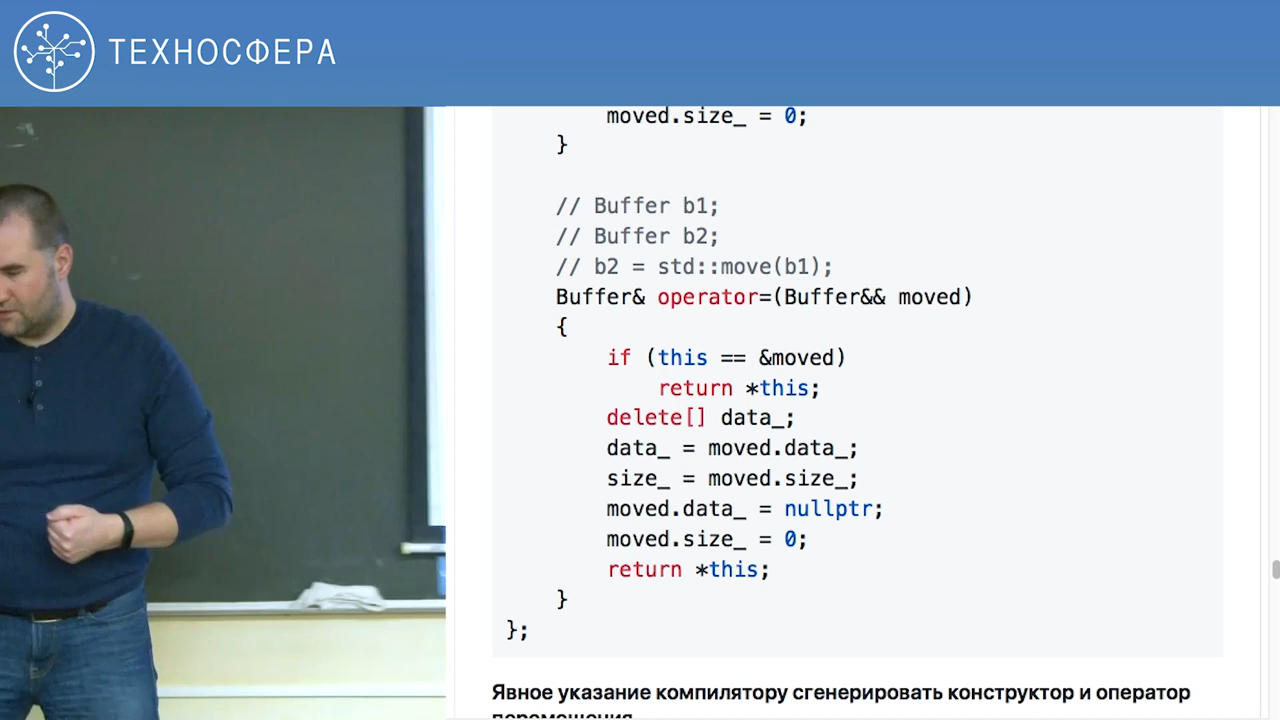 ТЕХНОСФЕРА
moved.size_ = 0;
}
// Buffer b1;
// Buffer b2;
// b2 = std::move(b1);
Buffer& operator=(Buffer&& moved)
{
if (this == &moved)
return *this;
delete[] data_;
data_ = moved.data_;
size_ = moved.size_;
moved.data_ = nullptr;
moved.size_ = 0;
return *this;
}
};
Явное указание компилятору сгенерировать конструктор и оператор
перемещения